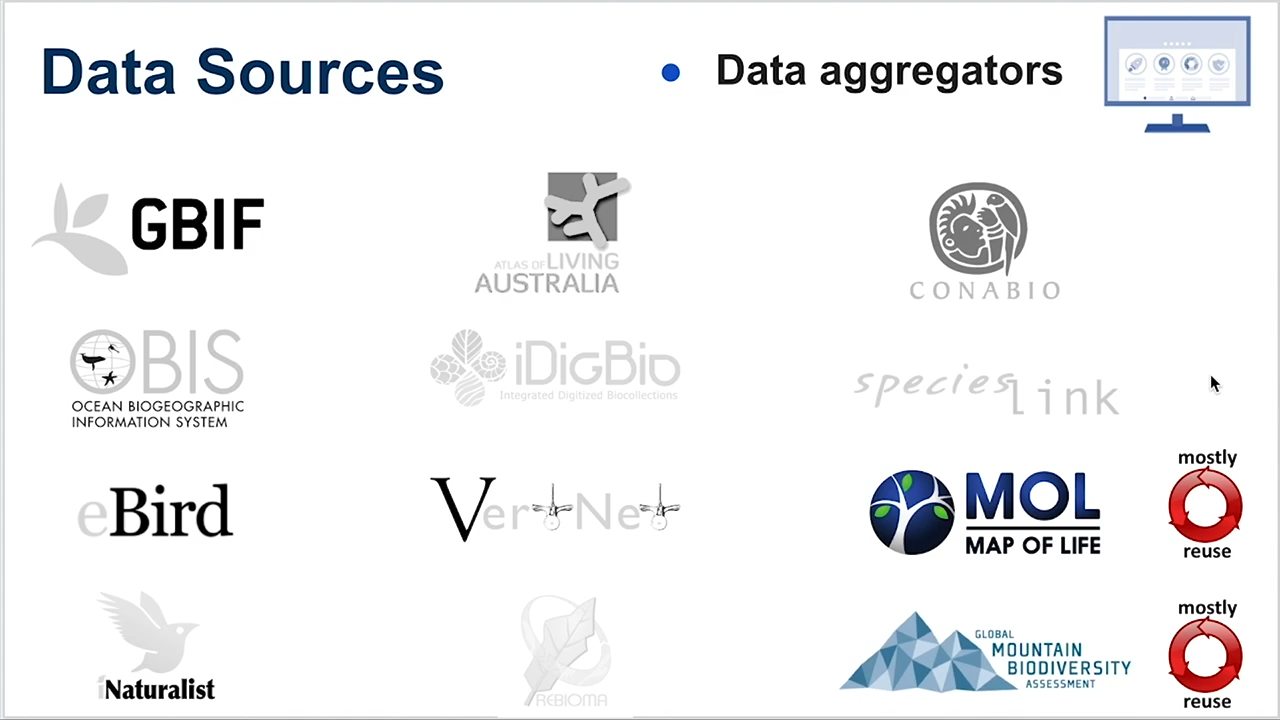 Data Sources
Data aggregators
GBIF
ATLAS OF LIVING
AUSTRALIA
CONABIO
OBIS
OCEAN BIOGEOGRAPHIC
INFORMATION SYSTEM
iDigBio
Integrated Digitized Biocollections
species
link
eBird
VertNet
MOL
MAP OF LIFE
mostly
reuse
iNaturalist
REBIOMA
GLOBAL
MOUNTAIN
BIODIVERSITY
ASSESSMENT
mostly
reuse